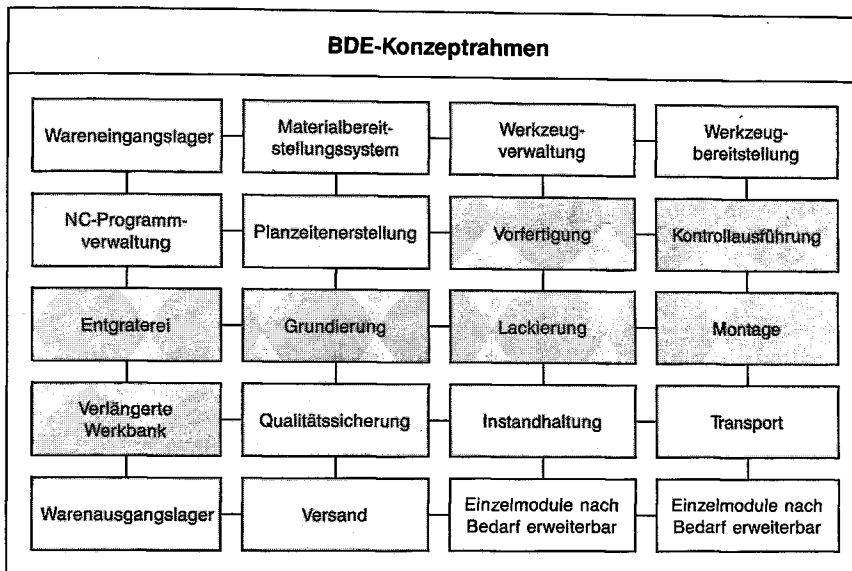 BDE-Konzeptrahmen
Wareneingangslager
Materialbereit-
stellungssystem
Werkzeug-
verwaltung
Werkzeug-
bereitstellung
NC-Programm-
verwaltung
Planzeitenerstellung
Vorfertigung
Kontrollausführung
Entgraterei
Grundierung
Lackierung
Montage
Verlängerte
Werkbank
Qualitätssicherung
Instandhaltung
Transport
Warenausgangslager
Versand
Einzelmodule nach
Bedarf erweiterbar
Einzelmodule nach
Bedarf erweiterbar